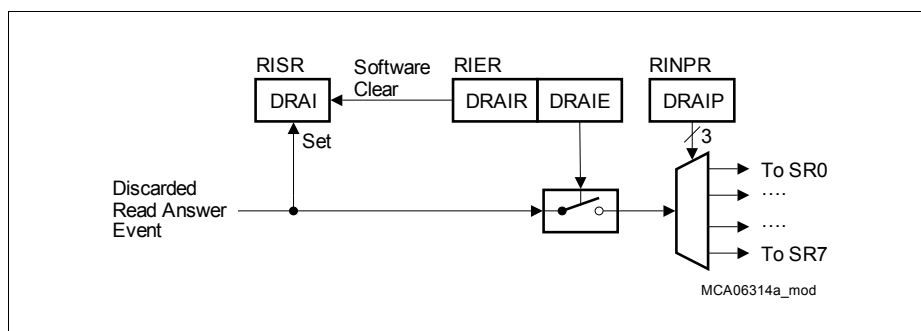 RISR
Software
Clear
RIER
RINPR
DRAI
DRAIR
DRAIE
DRAIP
Set
3
Discarded
Read Answer
Event
To SR0
....
....
To SR7
MCA06314a_mod